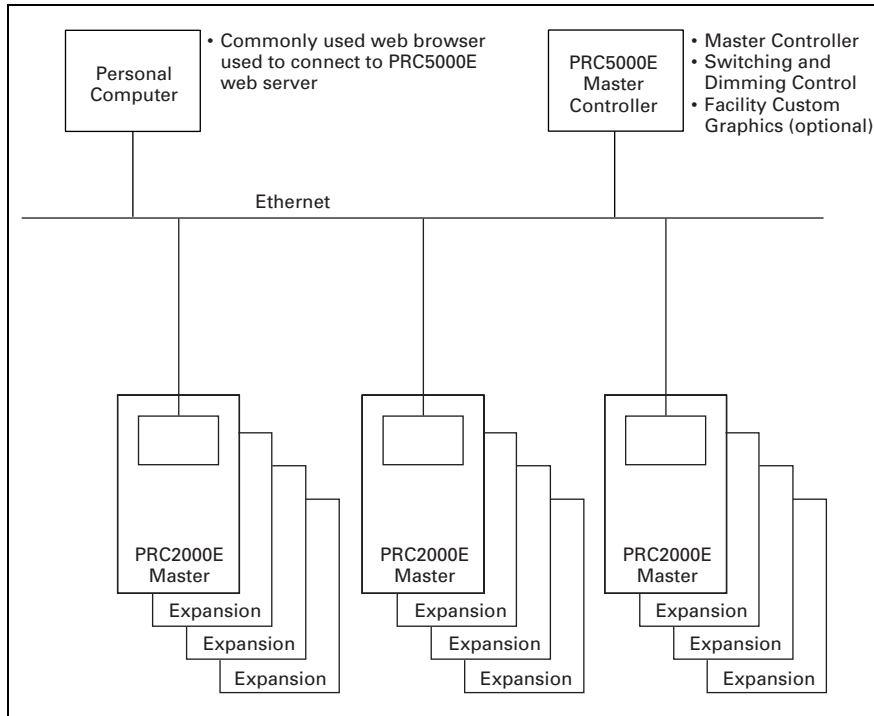 Personal
Computer
• Commonly used web browser
used to connect to PRC5000E
web server
PRC5000E
Master
Controller
• Master Controller
• Switching and
Dimming Control
• Facility Custom
Graphics (optional)
Ethernet
PRC2000E
Master
Expansion
Expansion
Expansion
PRC2000E
Master
Expansion
Expansion
Expansion
PRC2000E
Master
Expansion
Expansion
Expansion